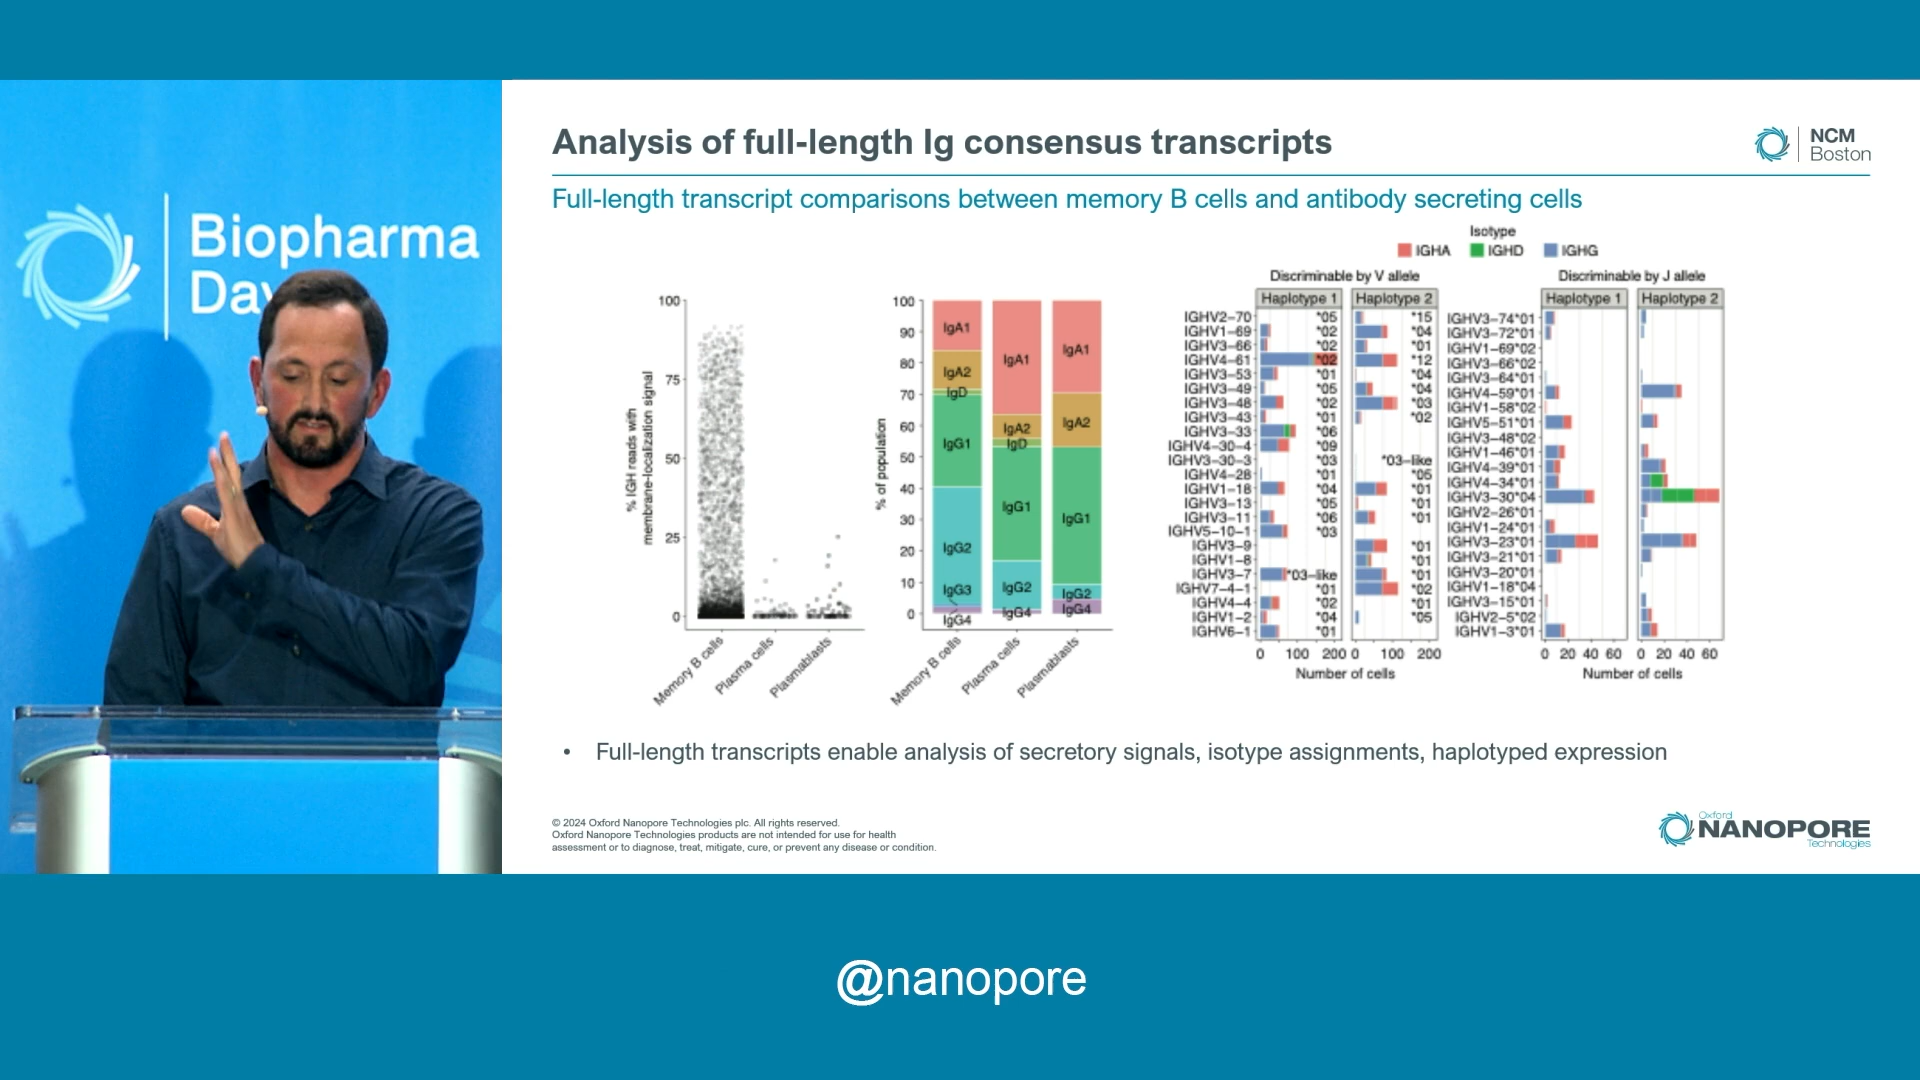 Biopharma
Day
Analysis of full-length Ig consensus transcripts
NCM
Boston
Full-length transcript comparisons between memory B cells and antibody secreting cells
% IGH reads with
membrane-localization signal
100
75
50
25
0
Memory B cells
Plasma cells
Plasmablasts
% of population
100
90
80
70
60
50
40
30
20
10
0
IgA1
IgA2
IgD
IgG1
IgG2
IgG3
IgG4
IgA1
IgA2
IgD
IgG1
IgG2
IgG4
IgA1
IgA2
IgG1
IgG2
IgG4
Memory B cells
Plasma cells
Plasmablasts
Isotype
IGHA IGHD IGHG
Discriminable by V allele
Haplotype 1 Haplotype 2
IGHV2-70 *05 *15
IGHV1-69 *02 *04
IGHV3-66 *02 *01
IGHV4-61 *02 *12
IGHV3-53 *01 *04
IGHV3-49 *05 *04
IGHV3-48 *02 *03
IGHV3-43 *01 *02
IGHV3-33 *06
IGHV4-30-4 *09
IGHV3-30-3 *03 *03-like
IGHV4-28 *01 *05
IGHV1-18 *04 *01
IGHV3-13 *05 *01
IGHV3-11 *06 *01
IGHV5-10-1 *03
IGHV3-9 *01
IGHV1-8 *01
IGHV3-7 *03-like *01
IGHV7-4-1 *01 *02
IGHV4-4 *02 *01
IGHV1-2 *04 *05
IGHV6-1 *01
0 100 200 0 100 200
Number of cells
Discriminable by J allele
Haplotype 1 Haplotype 2
IGHV3-74*01
IGHV3-72*01
IGHV1-69*02
IGHV3-66*02
IGHV3-64*01
IGHV4-59*01
IGHV1-58*02
IGHV5-51*01
IGHV3-48*02
IGHV1-46*01
IGHV4-39*01
IGHV4-34*01
IGHV3-30*04
IGHV2-26*01
IGHV1-24*01
IGHV3-23*01
IGHV3-21*01
IGHV3-20*01
IGHV1-18*04
IGHV3-15*01
IGHV2-5*02
IGHV1-3*01
0 20 40 60 0 20 40 60
Number of cells
• Full-length transcripts enable analysis of secretory signals, isotype assignments, haplotyped expression
© 2024 Oxford Nanopore Technologies plc. All rights reserved.
Oxford Nanopore Technologies products are not intended for use for health
assessment or to diagnose, treat, mitigate, cure, or prevent any disease or condition.
Oxford
NANOPORE
Technologies
@nanopore